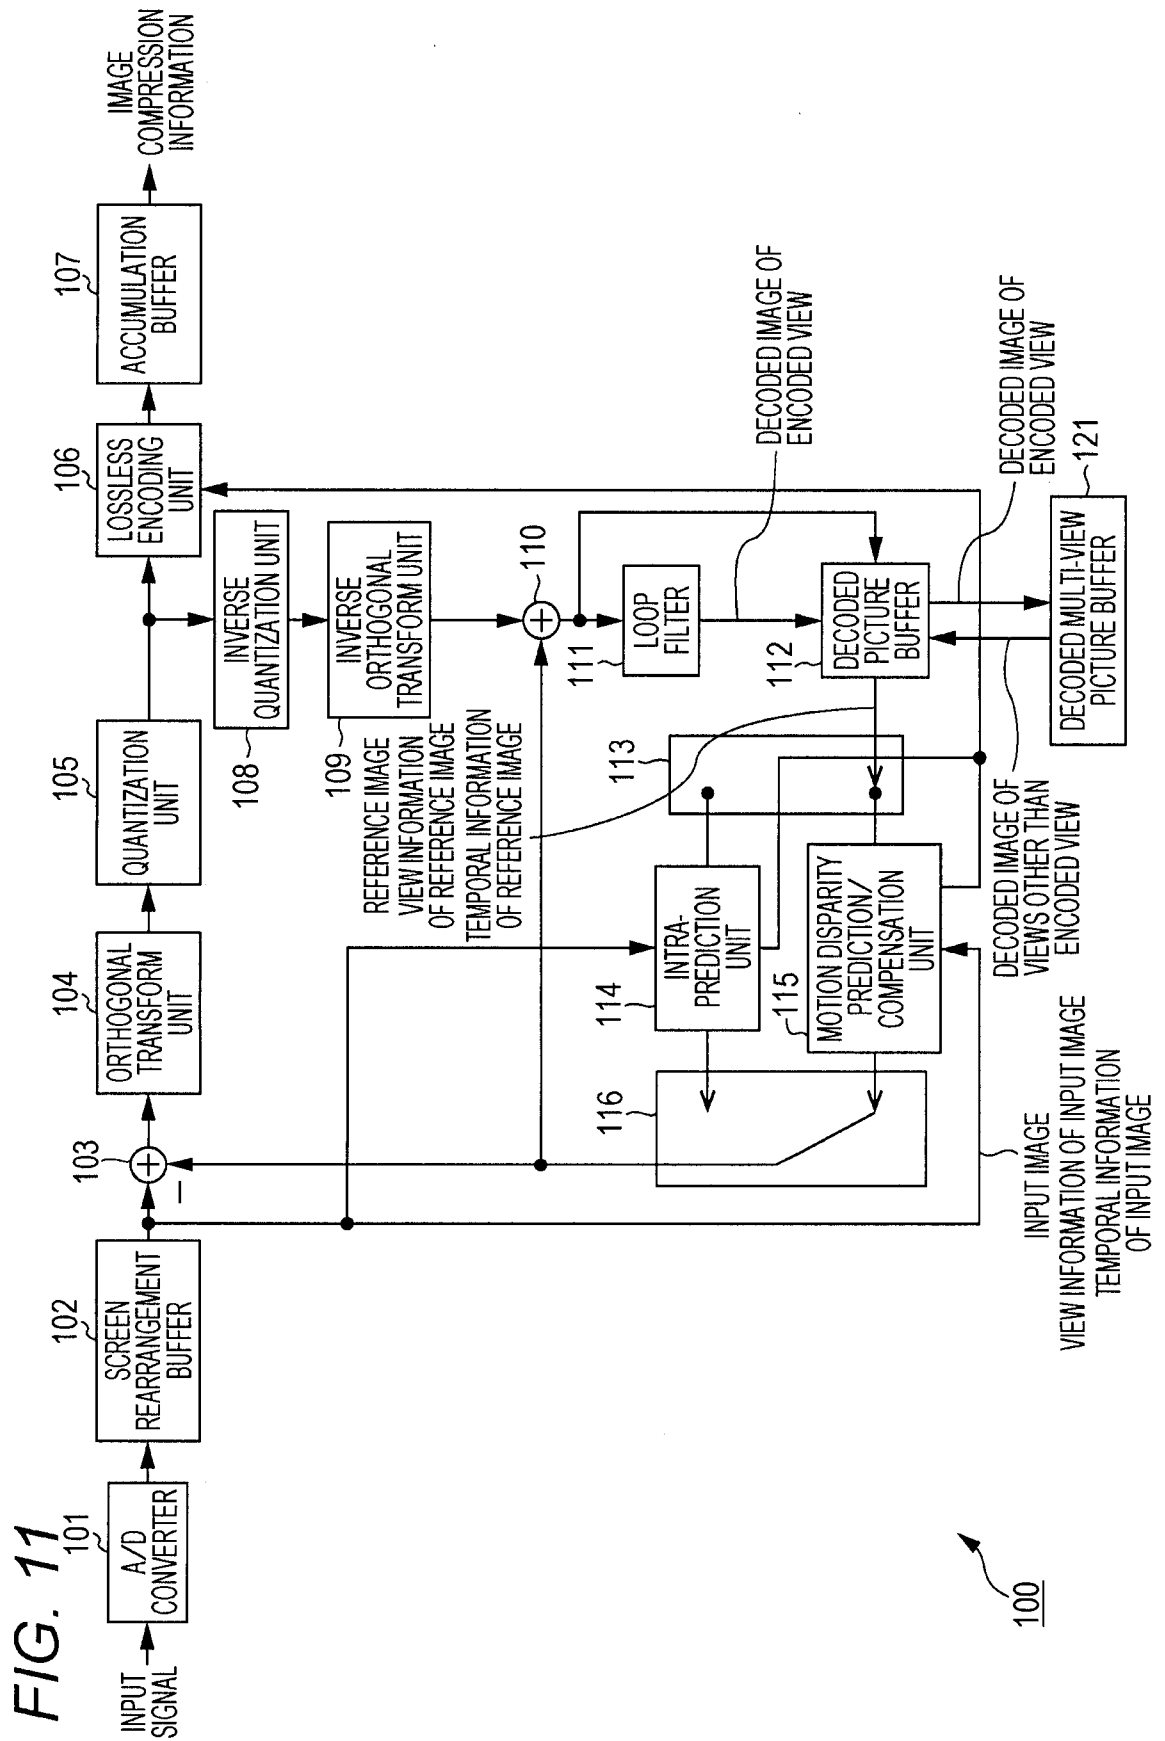 FIG. 11
INPUT
SIGNAL
101
A/D
CONVERTER
102
SCREEN
REARRANGEMENT
BUFFER
103
−
104
ORTHOGONAL
TRANSFORM
UNIT
105
QUANTIZATION
UNIT
106
LOSSLESS
ENCODING
UNIT
107
ACCUMULATION
BUFFER
IMAGE
COMPRESSION
INFORMATION
108
INVERSE
QUANTIZATION UNIT
109
INVERSE
ORTHOGONAL
TRANSFORM UNIT
REFERENCE IMAGE
VIEW INFORMATION
OF REFERENCE IMAGE
TEMPORAL INFORMATION
OF REFERENCE IMAGE
110
111
LOOP
FILTER
DECODED IMAGE OF
ENCODED VIEW
112
DECODED
PICTURE
BUFFER
113
114
INTRA-
PREDICTION
UNIT
115
MOTION DISPARITY
PREDICTION/
COMPENSATION
UNIT
116
DECODED IMAGE OF
ENCODED VIEW
121
DECODED MULTI-VIEW
PICTURE BUFFER
DECODED IMAGE OF
VIEWS OTHER THAN
ENCODED VIEW
INPUT IMAGE
VIEW INFORMATION OF INPUT IMAGE
TEMPORAL INFORMATION
OF INPUT IMAGE
100